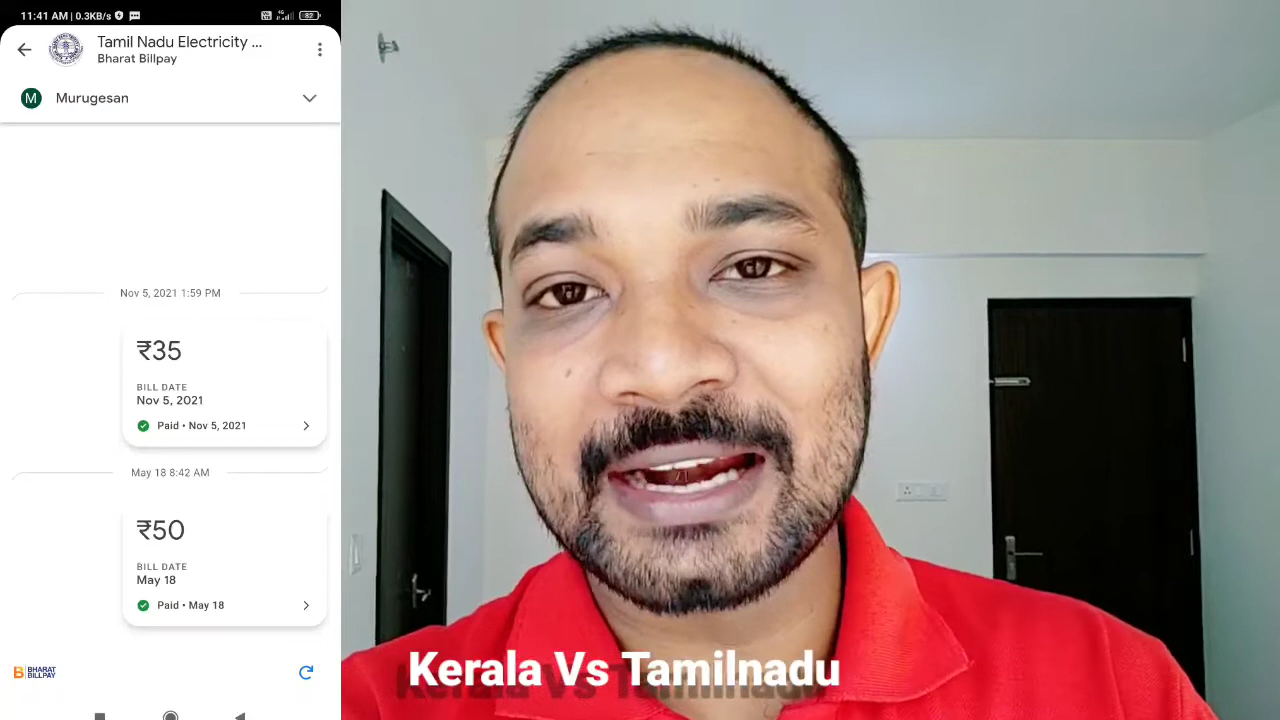 11:41 AM | 0.3KB/s
4G
82
Tamil Nadu Electricity ...
Bharat Billpay
M
Murugesan
Nov 5, 2021 1:59 PM
₹35
BILL DATE
Nov 5, 2021
Paid • Nov 5, 2021
May 18 8:42 AM
₹50
BILL DATE
May 18
Paid • May 18
B BHARAT
BILLPAY
Kerala Vs Tamilnadu